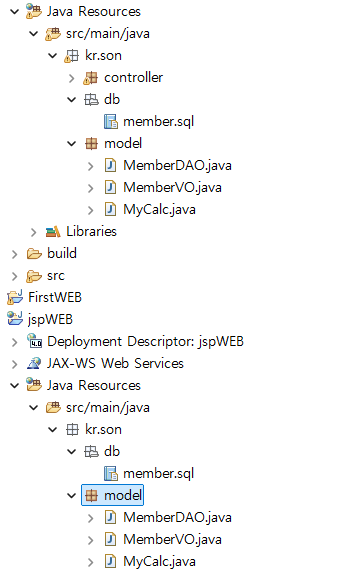 Java Resources
src/main/java
kr.son
controller
db
member.sql
model
MemberDAO.java
MemberVO.java
MyCalc.java
Libraries
build
src
FirstWEB
jspWEB
Deployment Descriptor: jspWEB
JAX-WS Web Services
Java Resources
src/main/java
kr.son
db
member.sql
model
MemberDAO.java
MemberVO.java
MyCalc.java